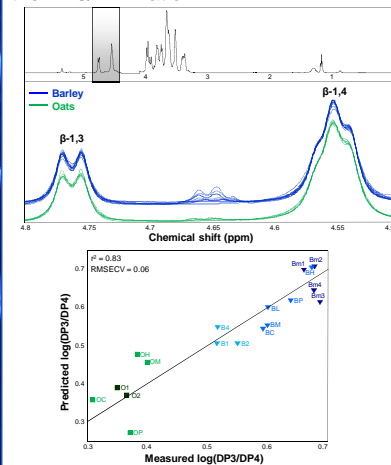 5 4 3 2 1
Barley
Oats
β-1,3
β-1,4
4.8 4.75 4.7 4.65 4.6 4.55
Chemical shift (ppm)
r² = 0.83
RMSECV = 0.06
Predicted log(DP3/DP4)
0.7
0.6
0.5
0.4
0.3
Bm1 Bm2
BH
Bm4
Bm3
BP
BL
B4 BM
BC
B1 B2
OH
OM
O1
O2
OC
OP
0.3 0.4 0.5 0.6 0.7
Measured log(DP3/DP4)